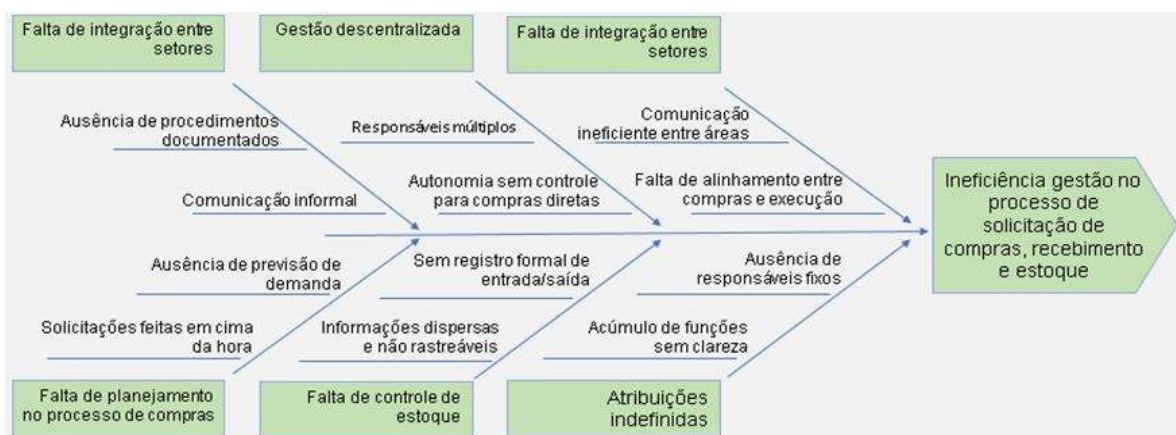 Falta de integração entre
setores
Gestão descentralizada
Falta de integração entre
setores
Ausência de procedimentos
documentados
Responsáveis múltiplos
Comunicação
ineficiente entre áreas
Comunicação informal
Autonomia sem controle
para compras diretas
Falta de alinhamento entre
compras e execução
Ineficiência gestão no
processo de
solicitação de
compras, recebimento
e estoque
Ausência de previsão de
demanda
Sem registro formal de
entrada/saída
Ausência de
responsáveis fixos
Solicitações feitas em cima
da hora
Informações dispersas
e não rastreáveis
Acúmulo de funções
sem clareza
Falta de planejamento
no processo de compras
Falta de controle de
estoque
Atribuições
indefinidas